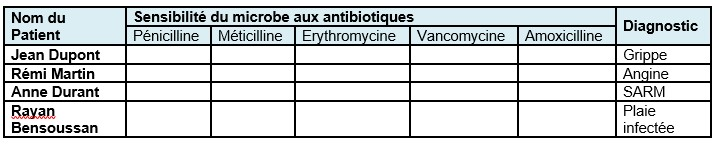 Nom du Patient Sensibilité du microbe aux antibiotiques Diagnostic
Pénicilline Méticilline Erythromycine Vancomycine Amoxicilline
Jean Dupont Grippe
Rémi Martin Angine
Anne Durant SARM
Rayan Bensoussan Plaie infectée